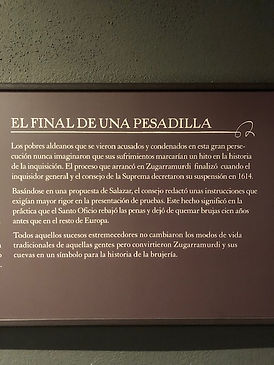 EL FINAL DE UNA PESADILLA
Los pobres aldeanos que se vieron acusados y condenados en esta gran perse-
cución nunca imaginaron que sus sufrimientos marcarían un hito en la historia
de la inquisición. El proceso que arrancó en Zugarramurdi finalizó cuando el
inquisidor general y el consejo de la Suprema decretaron su suspensión en 1614.
Basándose en una propuesta de Salazar, el consejo redactó unas instrucciones que
exigían mayor rigor en la presentación de pruebas. Este hecho significó en la
práctica que el Santo Oficio rebajó las penas y dejó de quemar brujas cien años
antes que en el resto de Europa.
Todos aquellos sucesos estremecedores no cambiaron los modos de vida
tradicionales de aquellas gentes pero convirtieron Zugarramurdi y sus
cuevas en un símbolo para la historia de la brujería.